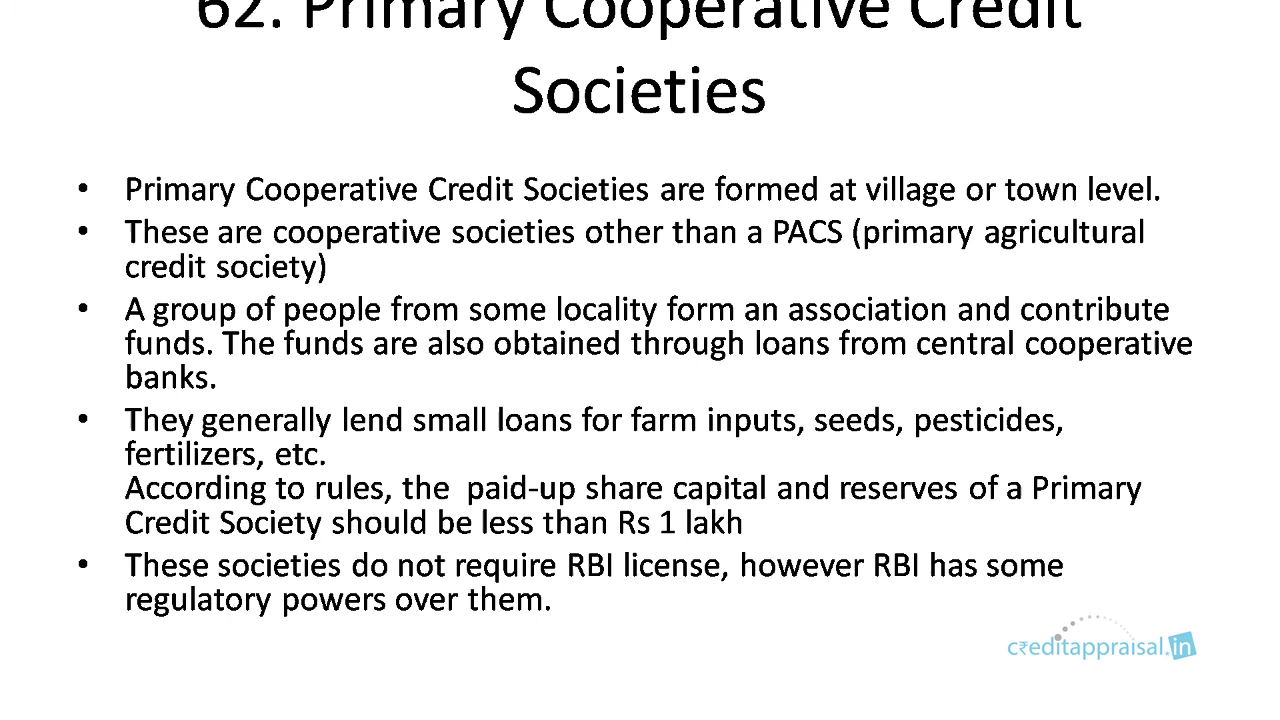 62. Primary Cooperative Credit
Societies
• Primary Cooperative Credit Societies are formed at village or town level.
• These are cooperative societies other than a PACS (primary agricultural
credit society)
• A group of people from some locality form an association and contribute
funds. The funds are also obtained through loans from central cooperative
banks.
• They generally lend small loans for farm inputs, seeds, pesticides,
fertilizers, etc.
According to rules, the paid-up share capital and reserves of a Primary
Credit Society should be less than Rs 1 lakh
• These societies do not require RBI license, however RBI has some
regulatory powers over them.
c₹editappraisal.in